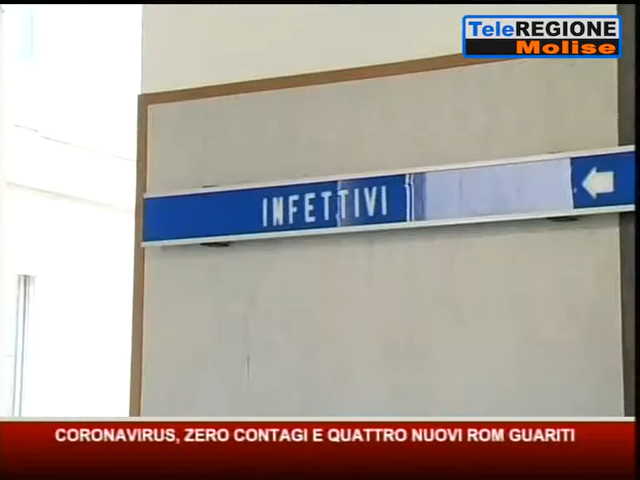 TeleREGIONE
Molise
INFETTIVI
CORONAVIRUS, ZERO CONTAGI E QUATTRO NUOVI ROM GUARITI